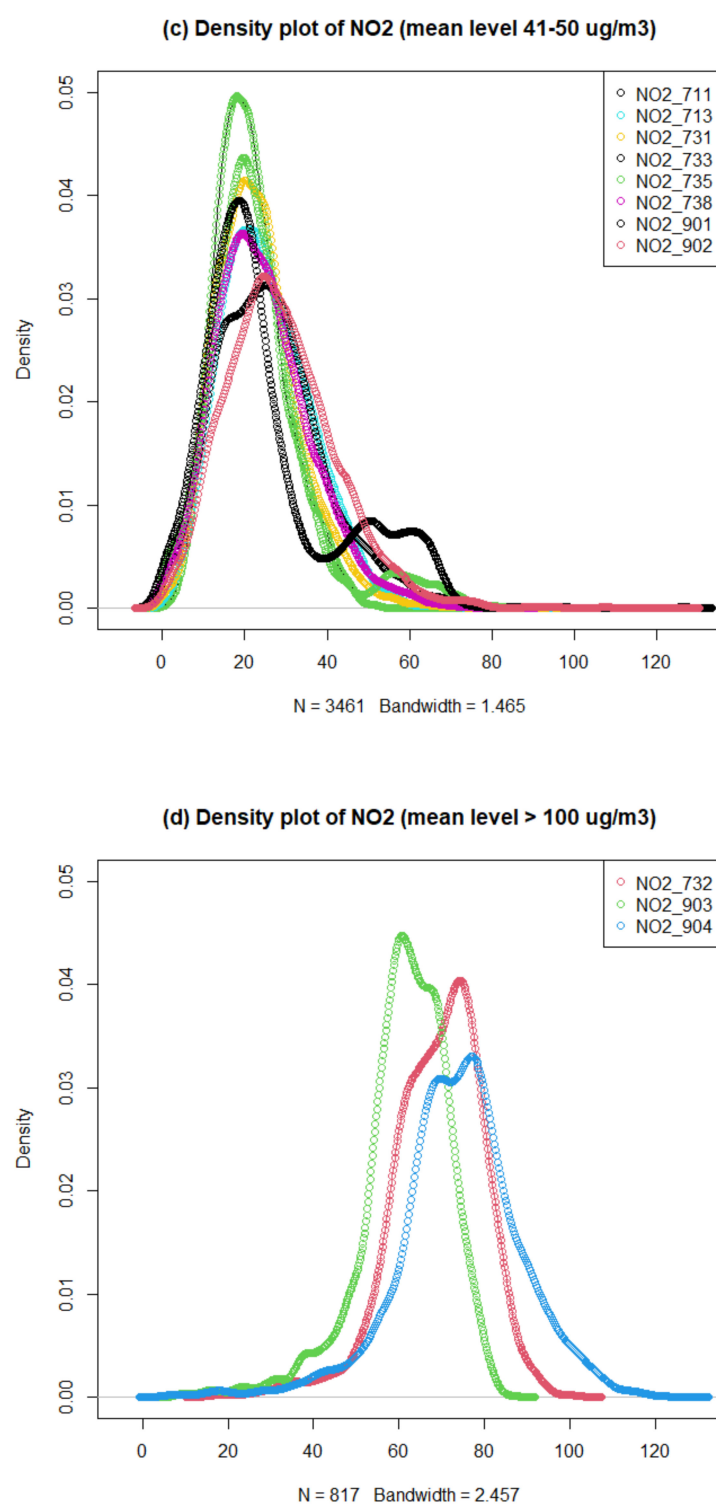 (c) Density plot of NO2 (mean level 41-50 ug/m3)
NO2_711
NO2_713
NO2_731
NO2_733
NO2_735
NO2_738
NO2_901
NO2_902
Density
0.05
0.04
0.03
0.02
0.01
0.00
0 20 40 60 80 100 120
N = 3461 Bandwidth = 1.465
(d) Density plot of NO2 (mean level > 100 ug/m3)
NO2_732
NO2_903
NO2_904
Density
0.05
0.04
0.03
0.02
0.01
0.00
0 20 40 60 80 100 120
N = 817 Bandwidth = 2.457